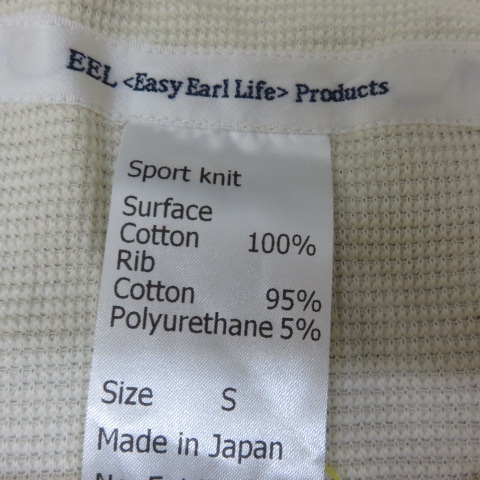 EEL <Easy Earl Life> Products
Sport knit
Surface
Cotton 100%
Rib
Cotton 95%
Polyurethane 5%
Size S
Made in Japan